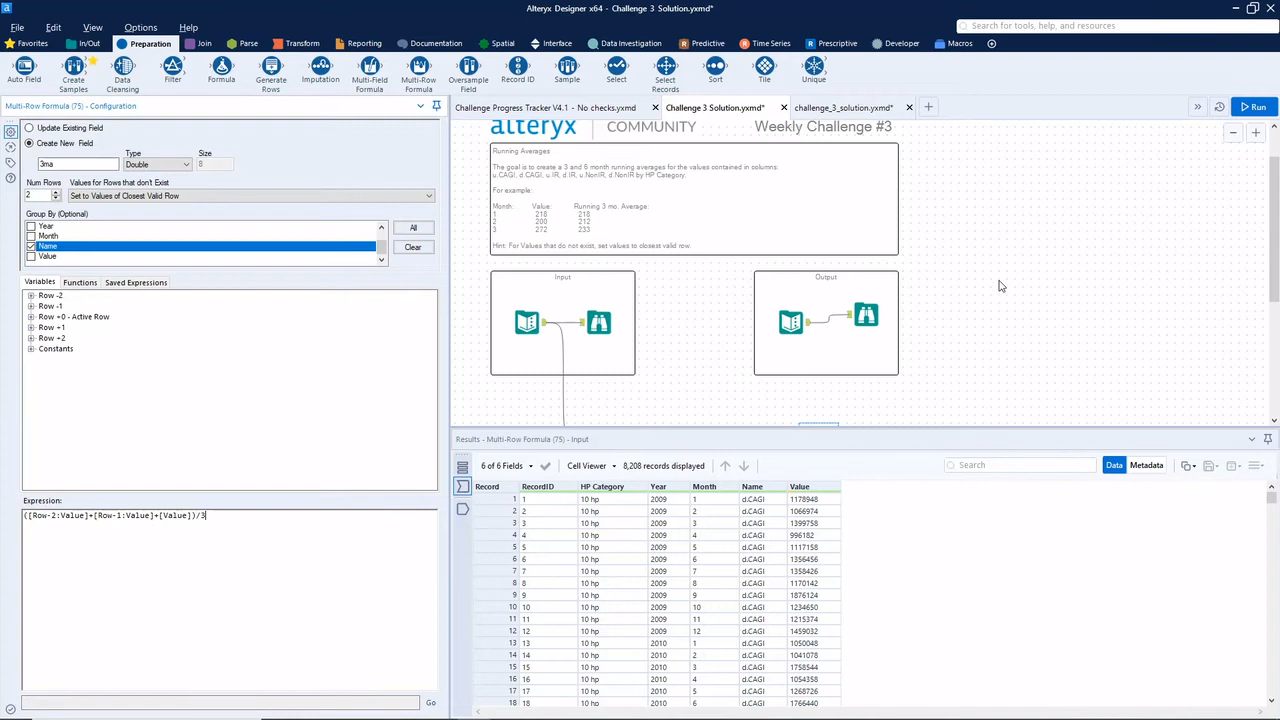 Alteryx Designer x64 - Challenge 3 Solution.yxmd*
File Edit View Options Help
Search for tools, help, and resources
Favorites In/Out Preparation Join Parse Transform Reporting Documentation Spatial Interface Data Investigation Predictive Time Series Prescriptive Developer Macros
Auto Field Create Samples Data Cleansing Filter Formula Generate Rows Imputation Multi-Field Formula Multi-Row Formula Oversample Field Record ID Sample Select Select Records Sort Tile Unique
Multi-Row Formula (75) - Configuration
Challenge Progress Tracker V4.1 - No checks.yxmd Challenge 3 Solution.yxmd* challenge_3_solution.yxmd* Run
Update Existing Field
Create New Field
Type Size
3ma Double 8
Num Rows Values for Rows that don't Exist
2 Set to Values of Closest Valid Row
Group By (Optional)
Year
Month
Name
Value
All
Clear
Variables Functions Saved Expressions
Row -2
Row -1
Row +0 - Active Row
Row +1
Row +2
Constants
Expression:
([Row-2:Value]+[Row-1:Value]+[Value])/3
Go
alteryx COMMUNITY Weekly Challenge #3
Running Averages
The goal is to create a 3 and 6 month running averages for the values contained in columns:
u.CAGI, d.CAGI, u.IR, d.IR, u.NonIR, d.NonIR by HP Category.
For example:
Month: Value: Running 3 mo. Average:
1 218 218
2 200 212
3 272 233
Hint: For Values that do not exist, set values to closest valid row.
Input
Output
Results - Multi-Row Formula (75) - Input
6 of 6 Fields Cell Viewer 8,208 records displayed Search Data Metadata
Record RecordID HP Category Year Month Name Value
1 1 10 hp 2009 1 d.CAGI 1178948
2 2 10 hp 2009 2 d.CAGI 1066974
3 3 10 hp 2009 3 d.CAGI 1399758
4 4 10 hp 2009 4 d.CAGI 996182
5 5 10 hp 2009 5 d.CAGI 1117158
6 6 10 hp 2009 6 d.CAGI 1356456
7 7 10 hp 2009 7 d.CAGI 1358426
8 8 10 hp 2009 8 d.CAGI 1170142
9 9 10 hp 2009 9 d.CAGI 1876124
10 10 10 hp 2009 10 d.CAGI 1234650
11 11 10 hp 2009 11 d.CAGI 1215374
12 12 10 hp 2009 12 d.CAGI 1459032
13 13 10 hp 2010 1 d.CAGI 1050048
14 14 10 hp 2010 2 d.CAGI 1041078
15 15 10 hp 2010 3 d.CAGI 1758544
16 16 10 hp 2010 4 d.CAGI 1054358
17 17 10 hp 2010 5 d.CAGI 1268726
18 18 10 hp 2010 6 d.CAGI 1766440